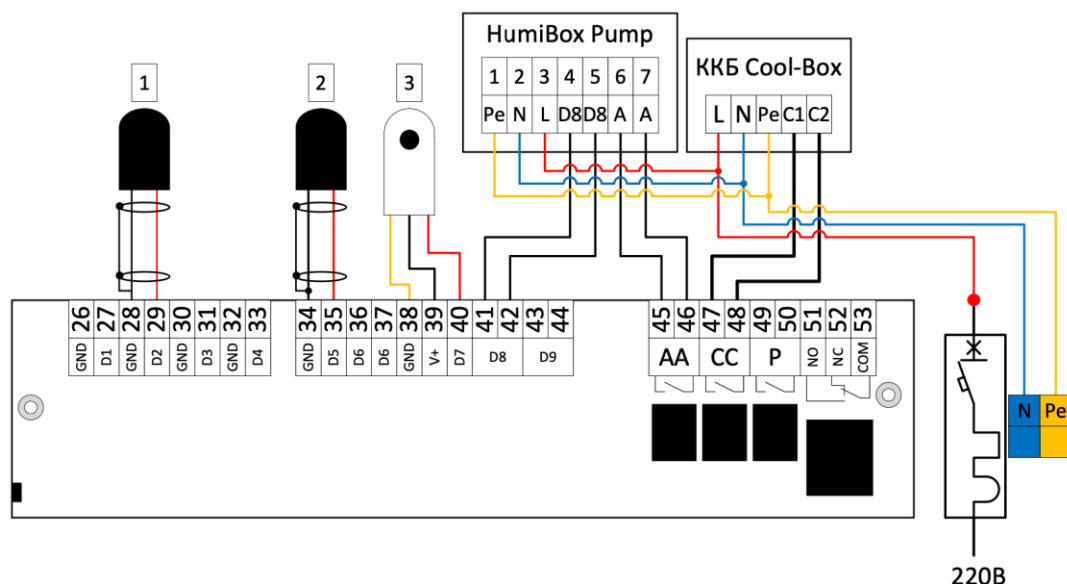 HumiBox Pump
ККБ Cool-Box
1 2 3
1 2 3 4 5 6 7
Pe N L D8 D8 A A
L N Pe C1 C2
26 27 28 29 30 31 32 33 34 35 36 37 38 39 40 41 42 43 44 45 46 47 48 49 50 51 52 53
GND D1 GND D2 GND D3 GND D4 GND D5 D6 D6 GND V+ D7 D8 D9 AA CC P NO NC COM
N Pe
220В